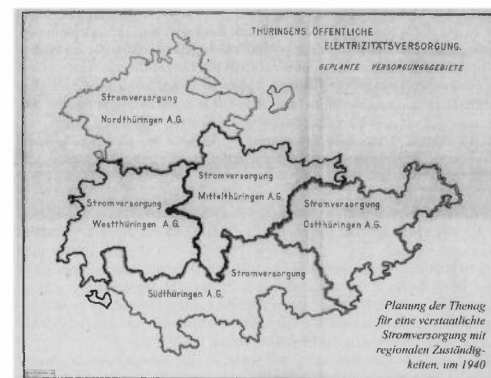 THÜRINGENS ÖFFENTLICHE
ELEKTRIZITÄTSVERSORGUNG.
GEPLANTE VERSORGUNGSGEBIETE
Stromversorgung
Nordthüringen A.G.
Stromversorgung
Mittelthüringen A.G.
Stromversorgung
Westthüringen A.G.
Stromversorgung
Ostthüringen A.G.
Stromversorgung
Südthüringen A.G.
Planung der Thenag
für eine verstaatlichte
Stromversorgung mit
regionalen Zuständig-
keiten, um 1940